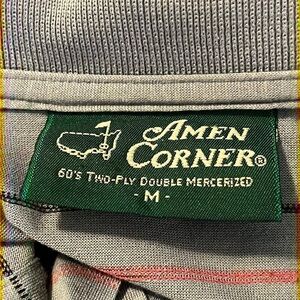 AMEN
CORNER®
60'S TWO-PLY DOUBLE MERCERIZED
- M -